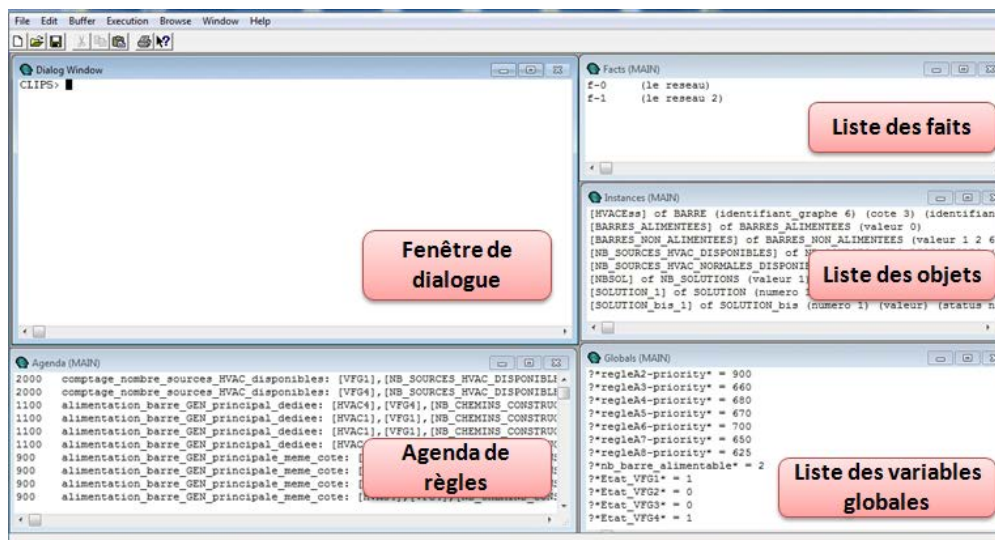 File Edit Buffer Execution Browse Window Help
Dialog Window
CLIPS>
Fenêtre de
dialogue
Facts (MAIN)
f-0 (le reseau)
f-1 (le reseau 2)
Liste des faits
Instances (MAIN)
[HVACEss] of BARRE (identifiant_graphe 6) (cote 3) (identifian
[BARRES_ALIMENTEES] of BARRES_ALIMENTEES (valeur 0)
[BARRES_NON_ALIMENTEES] of BARRES_NON_ALIMENTEES (valeur 1 2 6
[NB_SOURCES_HVAC_DISPONIBLES] of
[NB_SOURCES_HVAC_NORMALES_DISPONIB
[NBSOL] of NB_SOLUTIONS (valeur 1)
[SOLUTION_1] of SOLUTION (numero
[SOLUTION_bis_1] of SOLUTION_bis (numero 1) (valeur) (status n
Liste des objets
Agenda (MAIN)
2000 comptage_nombre_sources_HVAC_disponibles: [VFG1],[NB_SOURCES_HVAC_DISPONIBLE
2000 comptage_nombre_sources_HVAC_disponibles: [VFG4],[NB_SOURCES_HVAC_DISPONIBLE
1100 alimentation_barre_GEN_principal_dediee: [HVAC4],[VFG4],[NB_CHEMINS_CONSTRUC
1100 alimentation_barre_GEN_principal_dediee: [HVAC1],[VFG1],[NB_CHEMINS_CONSTRUC
1100 alimentation_barre_GEN_principal_dediee: [HVAC1],[VFG1],[NB_CHEMINS_CONSTRUC
1100 alimentation_barre_GEN_principal_dediee: [HVAC
900 alimentation_barre_GEN_principale_meme_cote: [
900 alimentation_barre_GEN_principale_meme_cote: [
900 alimentation_barre_GEN_principale_meme_cote: [
900 alimentation_barre_GEN_principale_meme_cote:
Agenda de
règles
Globals (MAIN)
?*regleA2-priority* = 900
?*regleA3-priority* = 660
?*regleA4-priority* = 680
?*regleA5-priority* = 670
?*regleA6-priority* = 700
?*regleA7-priority* = 650
?*regleA8-priority* = 625
?*nb_barre_alimentable* = 2
?*Etat_VFG1* = 1
?*Etat_VFG2* = 0
?*Etat_VFG3* = 0
?*Etat_VFG4* = 1
Liste des variables
globales